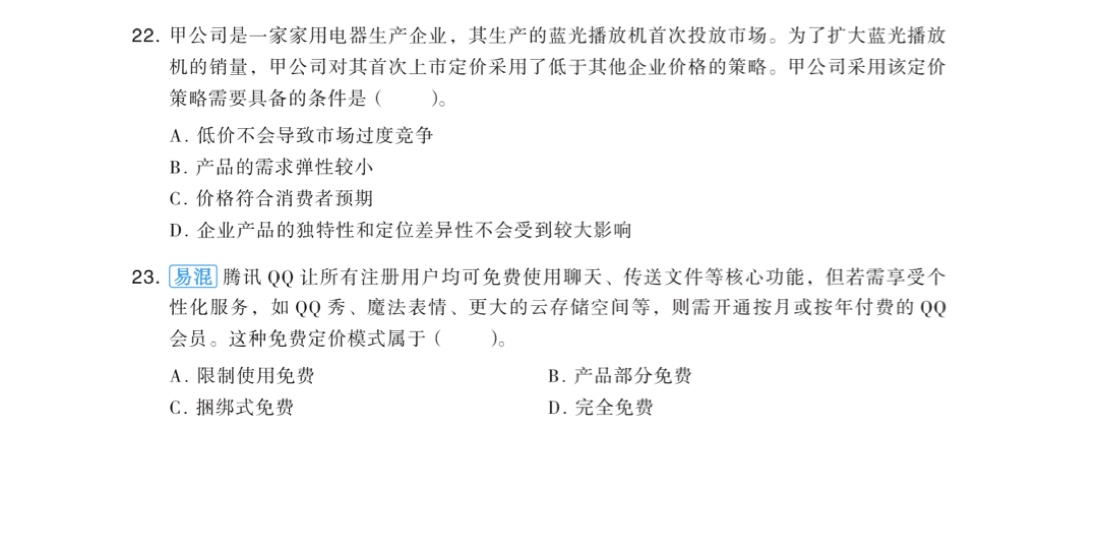 22. 甲公司是一家家用电器生产企业，其生产的蓝光播放机首次投放市场。为了扩大蓝光播放
机的销量，甲公司对其首次上市定价采用了低于其他企业价格的策略。甲公司采用该定价
策略需要具备的条件是（　　）。
A. 低价不会导致市场过度竞争
B. 产品的需求弹性较小
C. 价格符合消费者预期
D. 企业产品的独特性和定位差异性不会受到较大影响
23. 易混 腾讯 QQ 让所有注册用户均可免费使用聊天、传送文件等核心功能，但若需享受个
性化服务，如 QQ 秀、魔法表情、更大的云存储空间等，则需开通按月或按年付费的 QQ
会员。这种免费定价模式属于（　　）。
A. 限制使用免费　　B. 产品部分免费
C. 捆绑式免费　　D. 完全免费